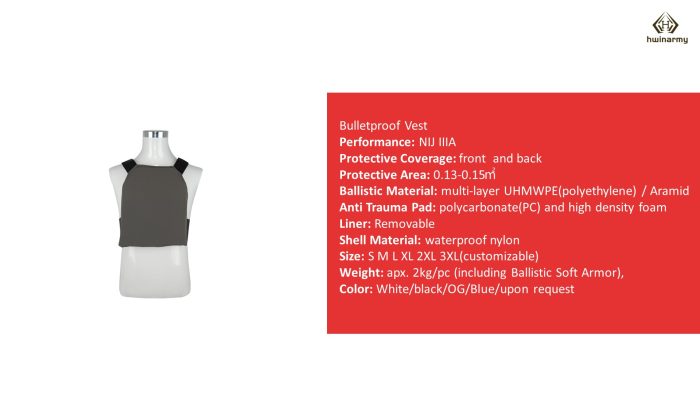 hwinarmy
Bulletproof Vest
Performance: NIJ IIIA
Protective Coverage: front and back
Protective Area: 0.13-0.15㎡
Ballistic Material: multi-layer UHMWPE(polyethylene) / Aramid
Anti Trauma Pad: polycarbonate(PC) and high density foam
Liner: Removable
Shell Material: waterproof nylon
Size: S M L XL 2XL 3XL(customizable)
Weight: apx. 2kg/pc (including Ballistic Soft Armor),
Color: White/black/OG/Blue/upon request